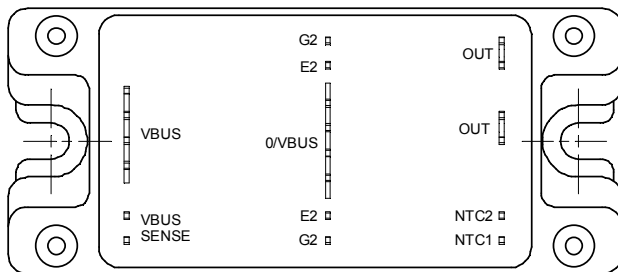 G2
OUT
E2
VBUS
0/VBUS
OUT
VBUS
SENSE
E2
NTC2
G2
NTC1